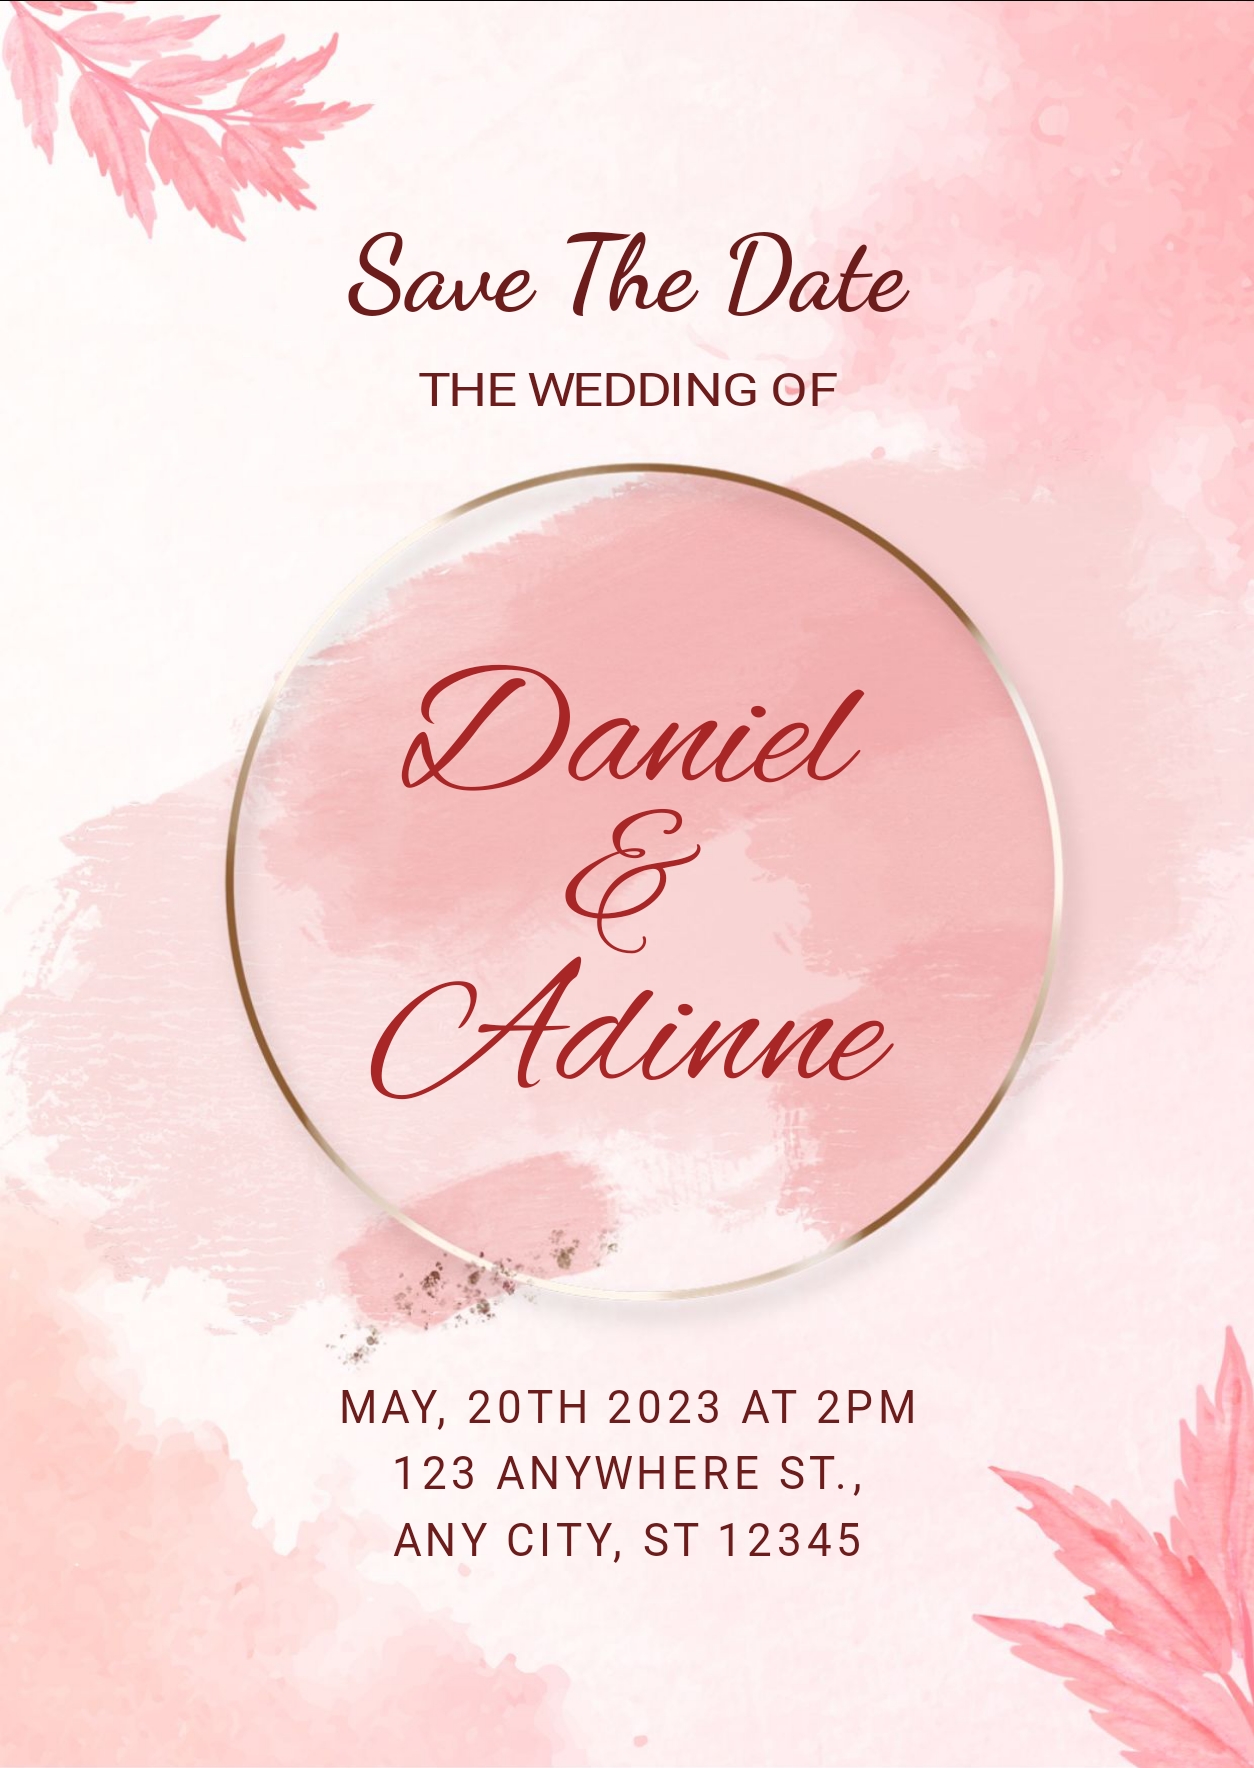 Save The Date
THE WEDDING OF
Daniel
&
Adinne
MAY, 20TH 2023 AT 2PM
123 ANYWHERE ST.,
ANY CITY, ST 12345